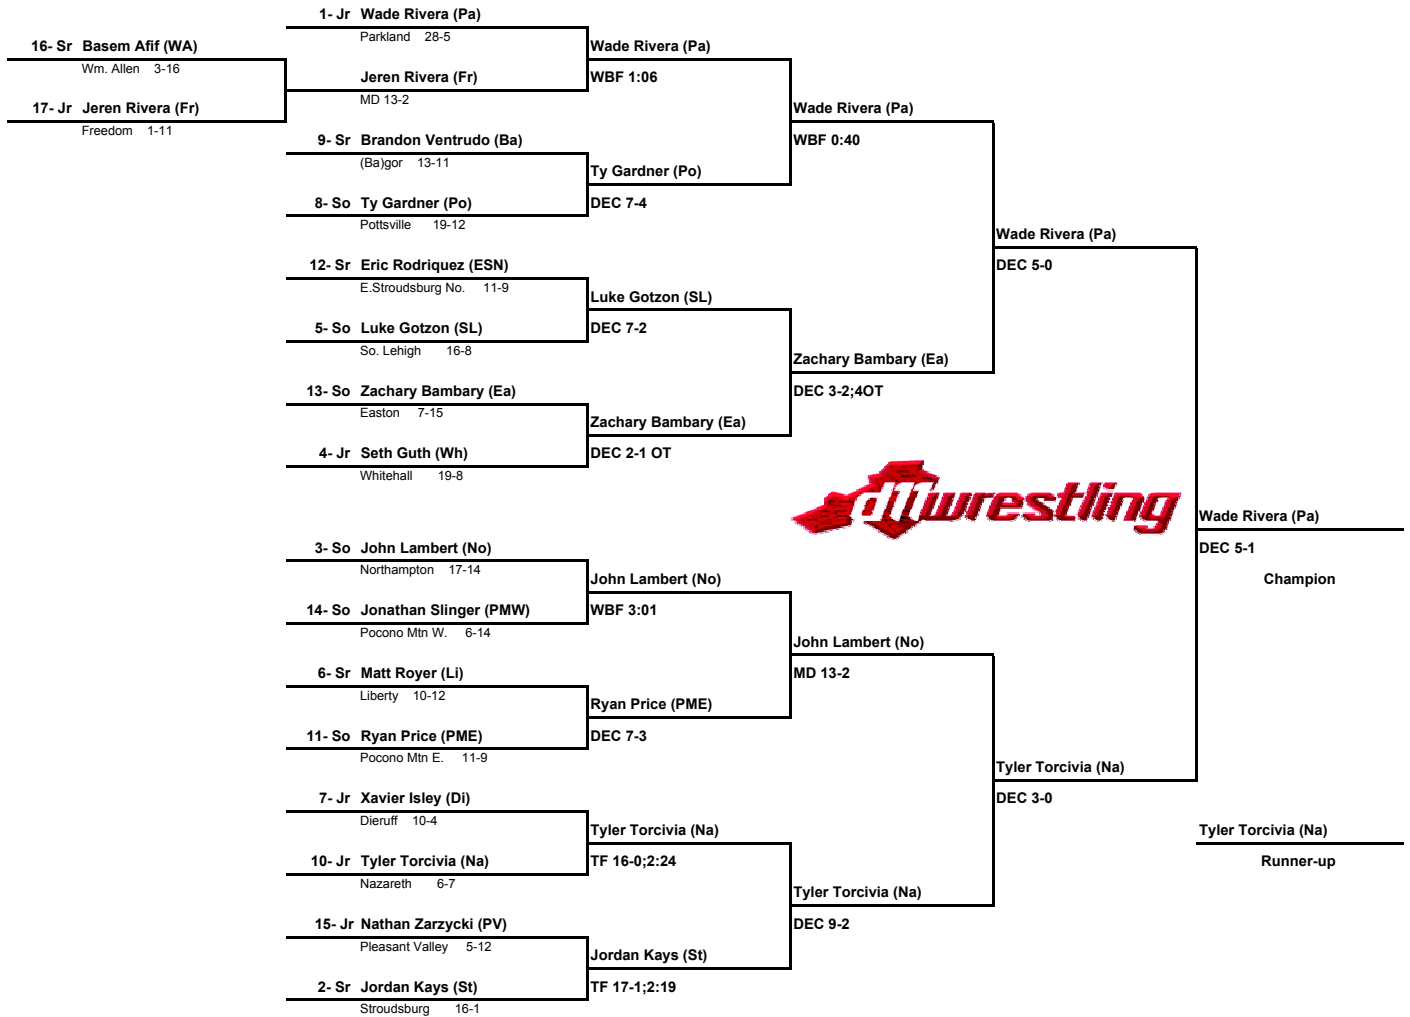 1- Jr Wade Rivera (Pa)
Parkland 28-5
16- Sr Basem Afif (WA)
Wm. Allen 3-16
Wade Rivera (Pa)
WBF 1:06
Jeren Rivera (Fr)
MD 13-2
17- Jr Jeren Rivera (Fr)
Freedom 1-11
Wade Rivera (Pa)
WBF 0:40
9- Sr Brandon Ventrudo (Ba)
(Ba)gor 13-11
Ty Gardner (Po)
DEC 7-4
8- So Ty Gardner (Po)
Pottsville 19-12
Wade Rivera (Pa)
DEC 5-0
12- Sr Eric Rodriquez (ESN)
E.Stroudsburg No. 11-9
Luke Gotzon (SL)
DEC 7-2
5- So Luke Gotzon (SL)
So. Lehigh 16-8
Zachary Bambary (Ea)
DEC 3-2;4OT
13- So Zachary Bambary (Ea)
Easton 7-15
Zachary Bambary (Ea)
DEC 2-1 OT
4- Jr Seth Guth (Wh)
Whitehall 19-8
d11wrestling
Wade Rivera (Pa)
DEC 5-1
Champion
3- So John Lambert (No)
Northampton 17-14
John Lambert (No)
WBF 3:01
14- So Jonathan Slinger (PMW)
Pocono Mtn W. 6-14
John Lambert (No)
MD 13-2
6- Sr Matt Royer (Li)
Liberty 10-12
Ryan Price (PME)
DEC 7-3
11- So Ryan Price (PME)
Pocono Mtn E. 11-9
Tyler Torcivia (Na)
DEC 3-0
7- Jr Xavier Isley (Di)
Dieruff 10-4
Tyler Torcivia (Na)
TF 16-0;2:24
Tyler Torcivia (Na)
Runner-up
10- Jr Tyler Torcivia (Na)
Nazareth 6-7
Tyler Torcivia (Na)
DEC 9-2
15- Jr Nathan Zarzycki (PV)
Pleasant Valley 5-12
Jordan Kays (St)
TF 17-1;2:19
2- Sr Jordan Kays (St)
Stroudsburg 16-1